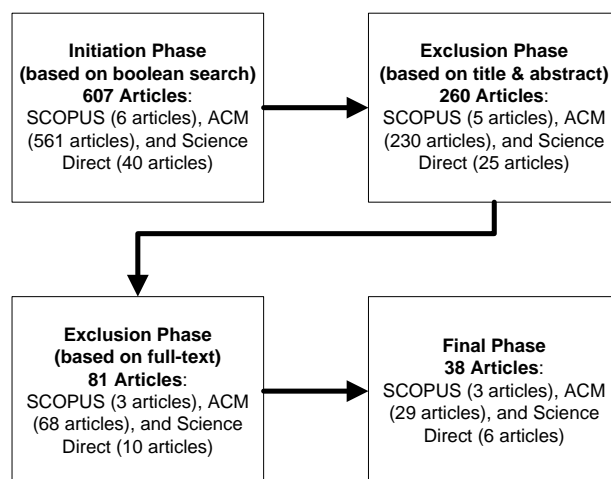 Initiation Phase
(based on boolean search)
607 Articles:
SCOPUS (6 articles), ACM
(561 articles), and Science
Direct (40 articles)
Exclusion Phase
(based on title & abstract)
260 Articles:
SCOPUS (5 articles), ACM
(230 articles), and Science
Direct (25 articles)
Exclusion Phase
(based on full-text)
81 Articles:
SCOPUS (3 articles), ACM
(68 articles), and Science
Direct (10 articles)
Final Phase
38 Articles:
SCOPUS (3 articles), ACM
(29 articles), and Science
Direct (6 articles)